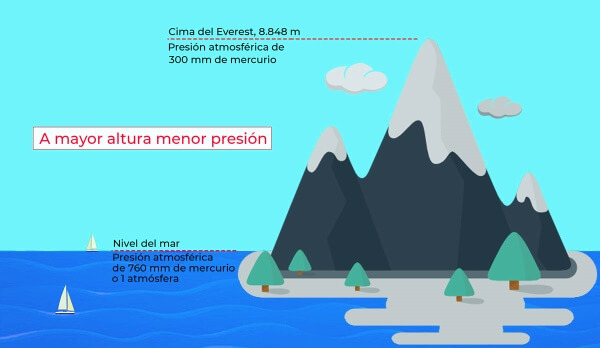 Cima del Everest, 8.848 m
Presión atmosférica de
300 mm de mercurio
A mayor altura menor presión
Nivel del mar
Presión atmosférica
de 760 mm de mercurio
o 1 atmósfera